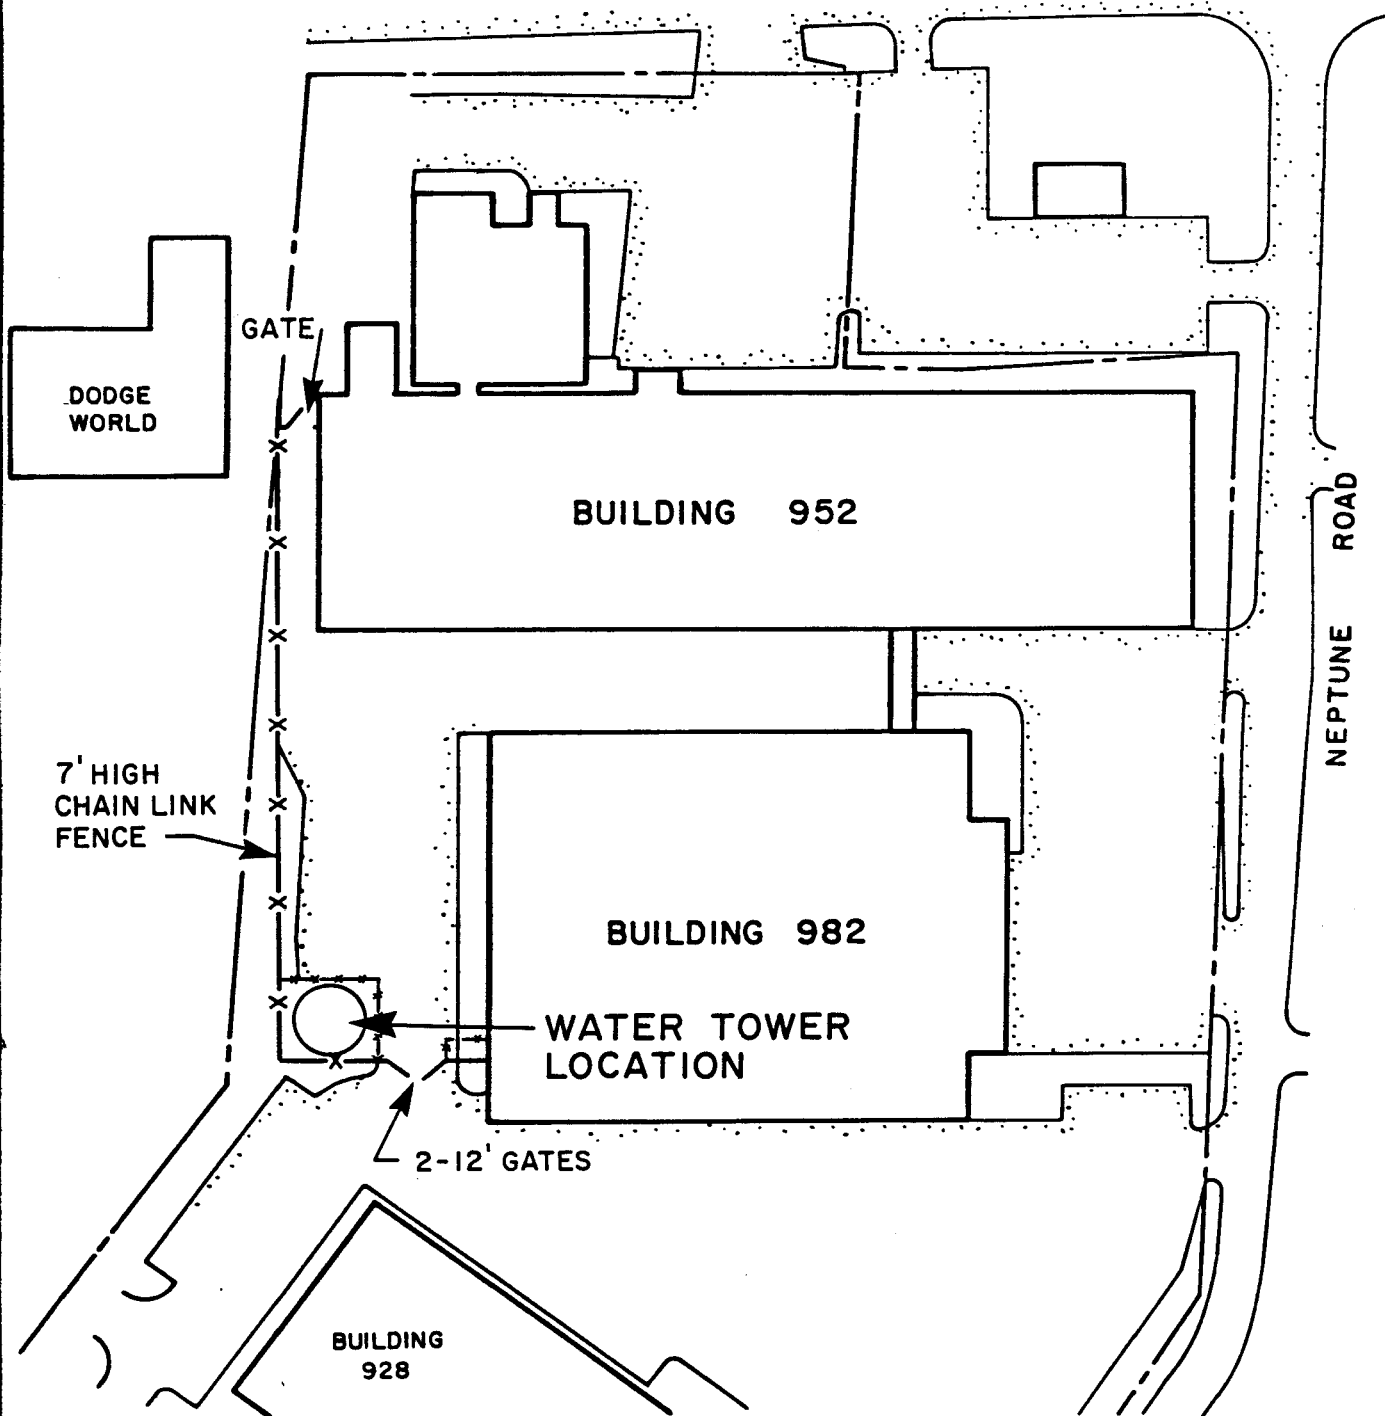 GATE
DODGE
WORLD
BUILDING 952
NEPTUNE ROAD
7' HIGH
CHAIN LINK
FENCE
BUILDING 982
WATER TOWER
LOCATION
2-12' GATES
BUILDING
928